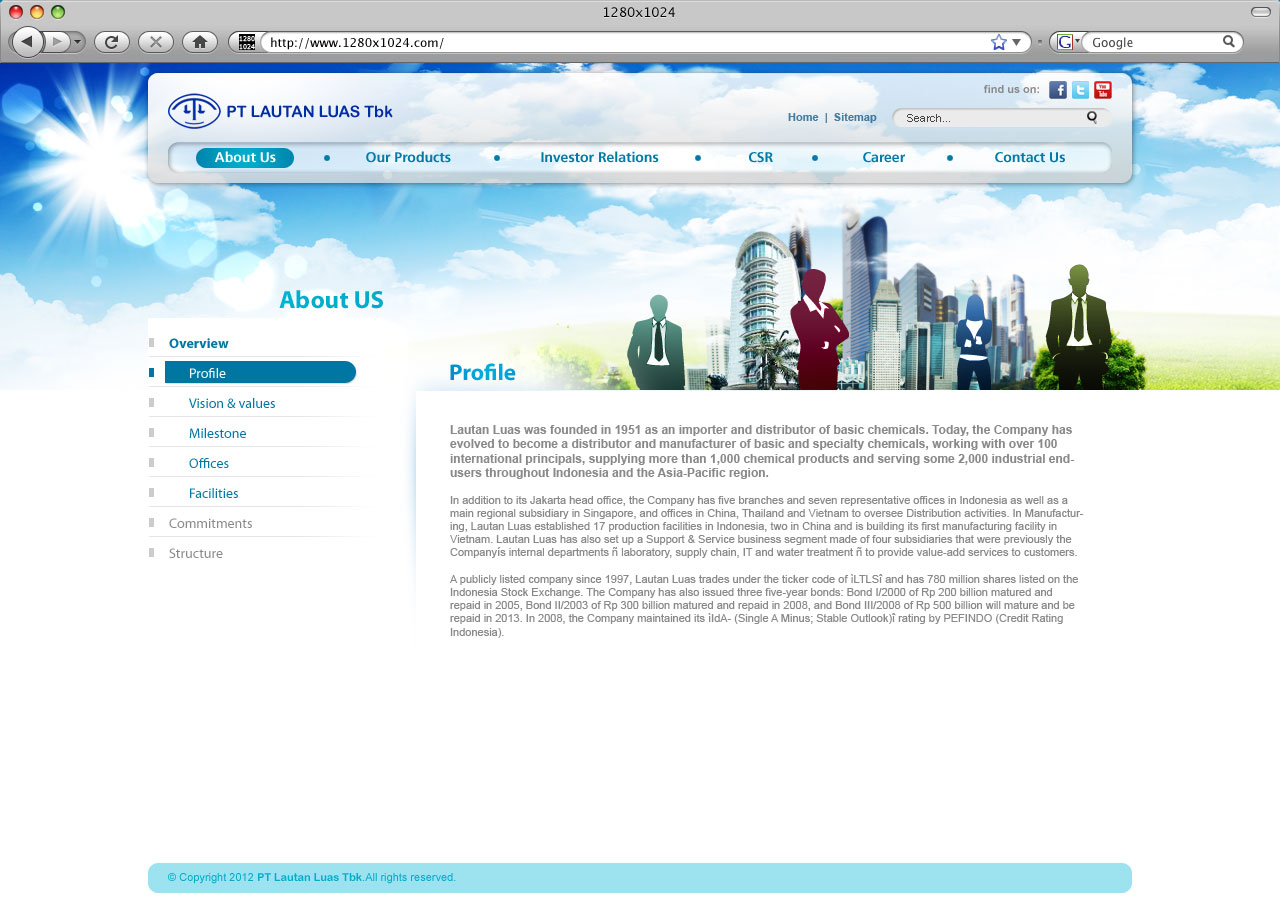 1280x1024
1280
1024
http://www.1280x1024.com/
G
Google
find us on:
f
t
You
Tube
PT LAUTAN LUAS Tbk
Home | Sitemap
Search...
About Us • Our Products • Investor Relations • CSR • Career • Contact Us
About US
Overview
Profile
Vision & values
Milestone
Offices
Facilities
Commitments
Structure
Profile
Lautan Luas was founded in 1951 as an importer and distributor of basic chemicals. Today, the Company has
evolved to become a distributor and manufacturer of basic and specialty chemicals, working with over 100
international principals, supplying more than 1,000 chemical products and serving some 2,000 industrial end-
users throughout Indonesia and the Asia-Pacific region.
In addition to its Jakarta head office, the Company has five branches and seven representative offices in Indonesia as well as a
main regional subsidiary in Singapore, and offices in China, Thailand and Vietnam to oversee Distribution activities. In Manufactur-
ing, Lautan Luas established 17 production facilities in Indonesia, two in China and is building its first manufacturing facility in
Vietnam. Lautan Luas has also set up a Support & Service business segment made of four subsidiaries that were previously the
Companyís internal departments ñ laboratory, supply chain, IT and water treatment ñ to provide value-add services to customers.
A publicly listed company since 1997, Lautan Luas trades under the ticker code of ìLTLSî and has 780 million shares listed on the
Indonesia Stock Exchange. The Company has also issued three five-year bonds: Bond I/2000 of Rp 200 billion matured and
repaid in 2005, Bond II/2003 of Rp 300 billion matured and repaid in 2008, and Bond III/2008 of Rp 500 billion will mature and be
repaid in 2013. In 2008, the Company maintained its ìIdA- (Single A Minus; Stable Outlook)î rating by PEFINDO (Credit Rating
Indonesia).
© Copyright 2012 PT Lautan Luas Tbk.All rights reserved.